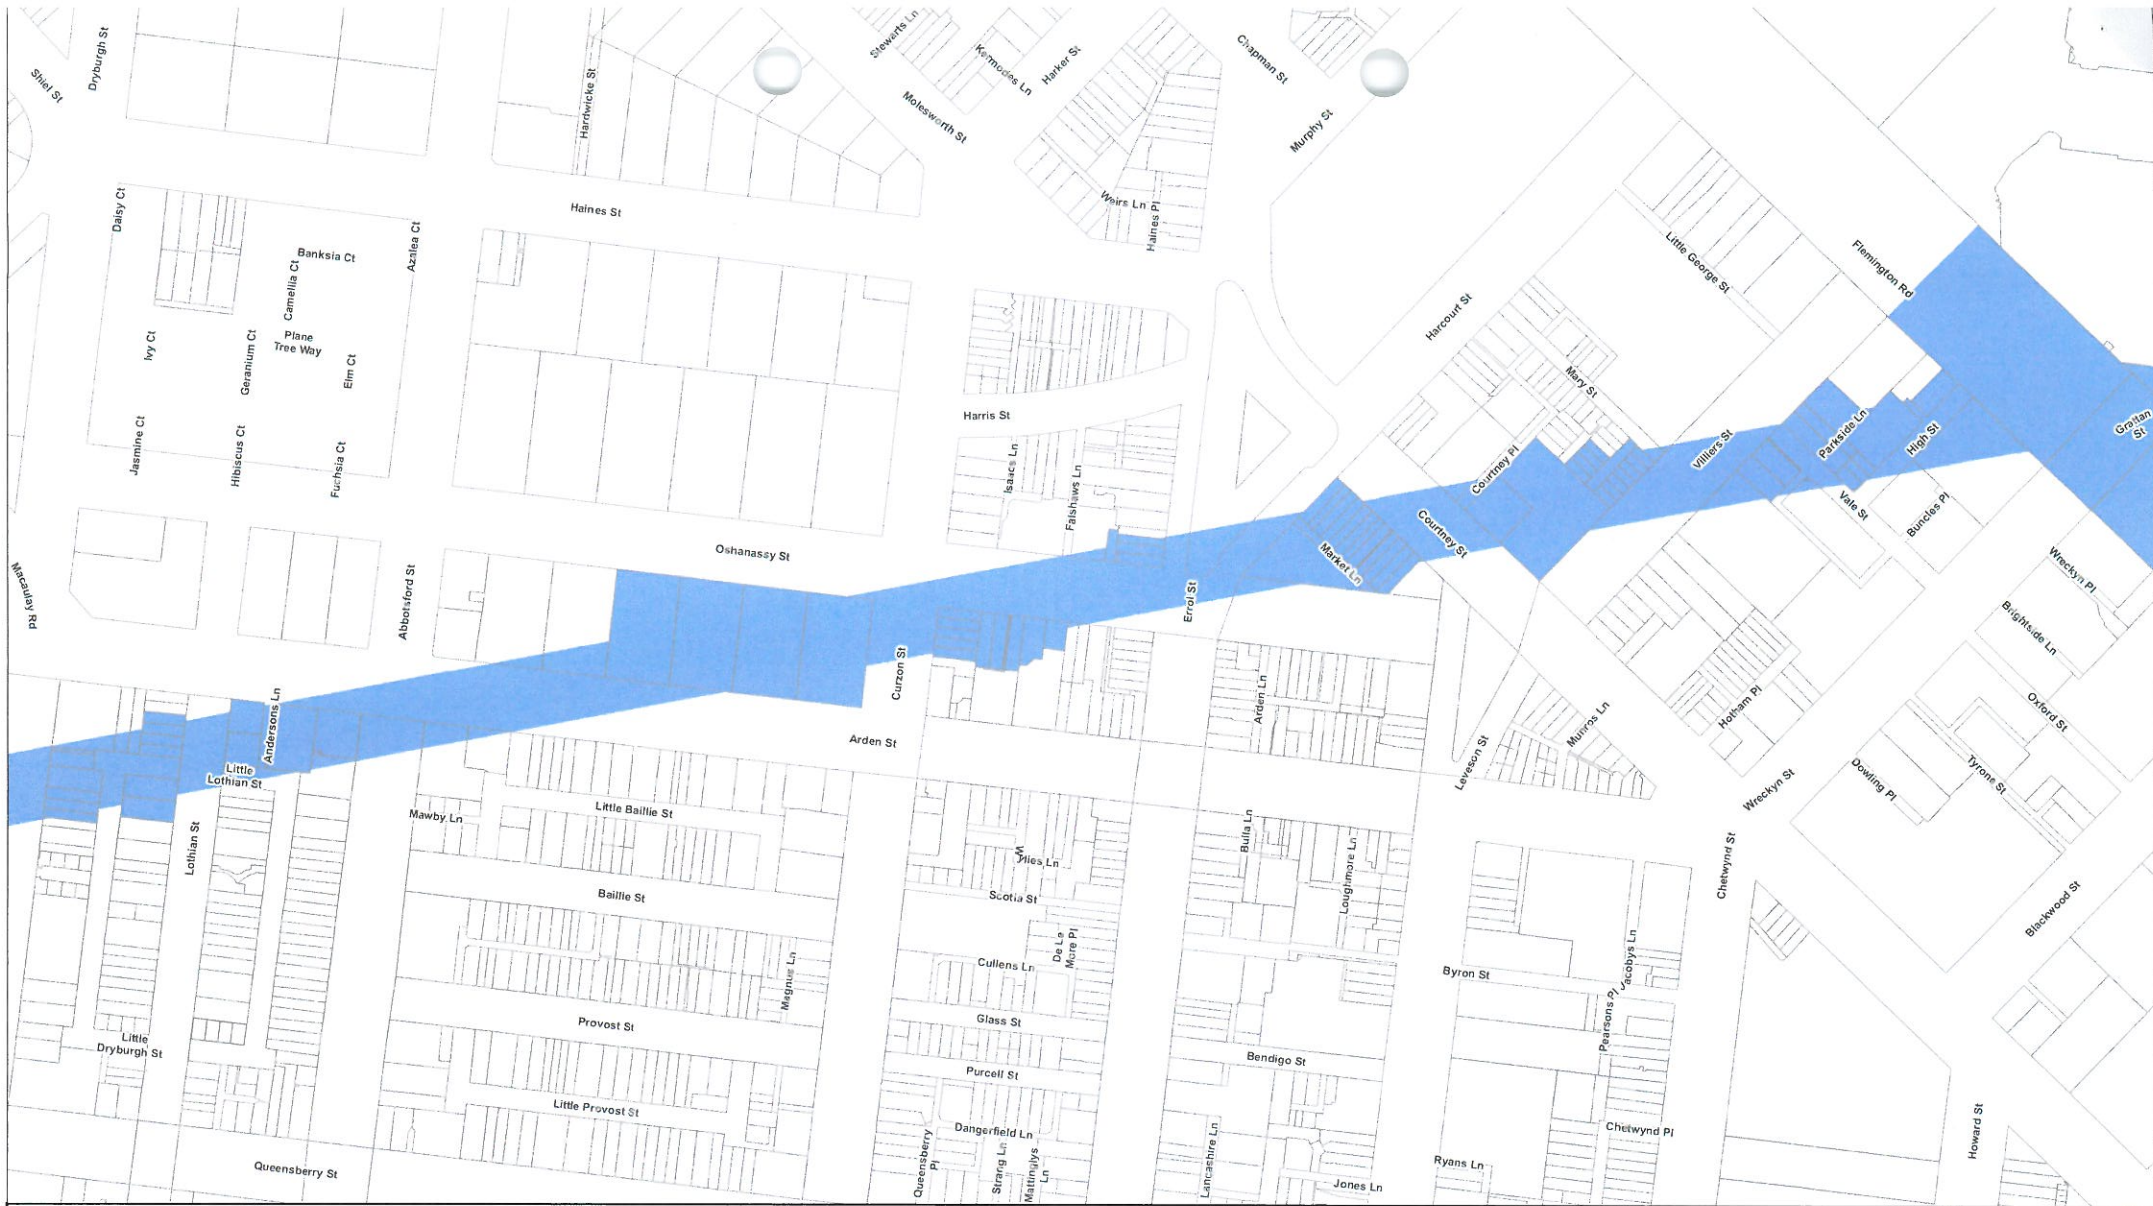 Stewarts Ln
Kermodes Ln
Harker St
Chapman St
Dryburgh St
Shiel St
Hardwicke St
Molesworth St
Murphy St
Daisy Ct
Haines St
Weirs Ln
Haines Pl
Azalea Ct
Banksia Ct
Camellia Ct
Little George St
Flemington Rd
Ivy Ct
Geranium Ct
Plane
Tree Way
Elm Ct
Harcourt St
Mary St
Harris St
Jasmine Ct
Hibiscus Ct
Fuchsia Ct
Isaacs Ln
Falshaws Ln
Courtney Pl
Villiers St
Parkside Ln
High St
Grattan
St
Oshanassy St
Courtney St
Market Ln
Vale St
Buncles Pl
Macaulay Rd
Abbotsford St
Errol St
Wreckyn Pl
Brightside Ln
Curzon St
Andersons Ln
Arden Ln
Munros Ln
Hotham Pl
Oxford St
Arden St
Little
Lothian St
Leveson St
Wreckyn St
Dowling Pl
Tyrone St
Mawby Ln
Little Baillie St
Lothian St
Bulla Ln
Loughmore Ln
Chetwynd St
Baillie St
Scotia St
Blackwood St
De Le
More Pl
Cullens Ln
Magnus Ln
Byron St
Jacobys Ln
Pearsons Pl
Little
Dryburgh St
Provost St
Glass St
Bendigo St
Purcell St
Little Provost St
Dangerfield Ln
Chetwynd Pl
Howard St
Queensberry St
Queensberry
Pl
Strang Ln
Mattinglys
Ln
Lancashire Ln
Ryans Ln
Jones Ln